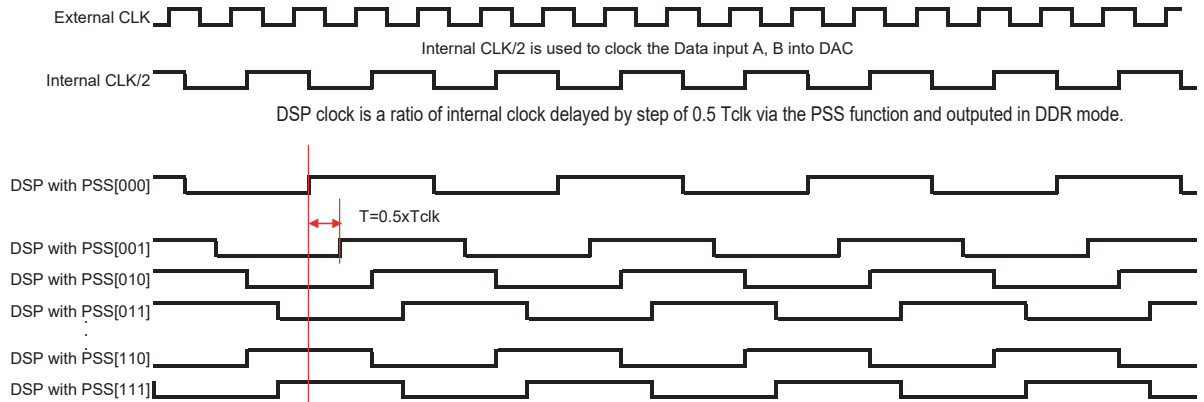 External CLK
Internal CLK/2 is used to clock the Data input A, B into DAC
Internal CLK/2
DSP clock is a ratio of internal clock delayed by step of 0.5 Tclk via the PSS function and outputed in DDR mode.
DSP with PSS[000]
T=0.5xTclk
DSP with PSS[001]
DSP with PSS[010]
DSP with PSS[011]
.
.
.
DSP with PSS[110]
DSP with PSS[111]